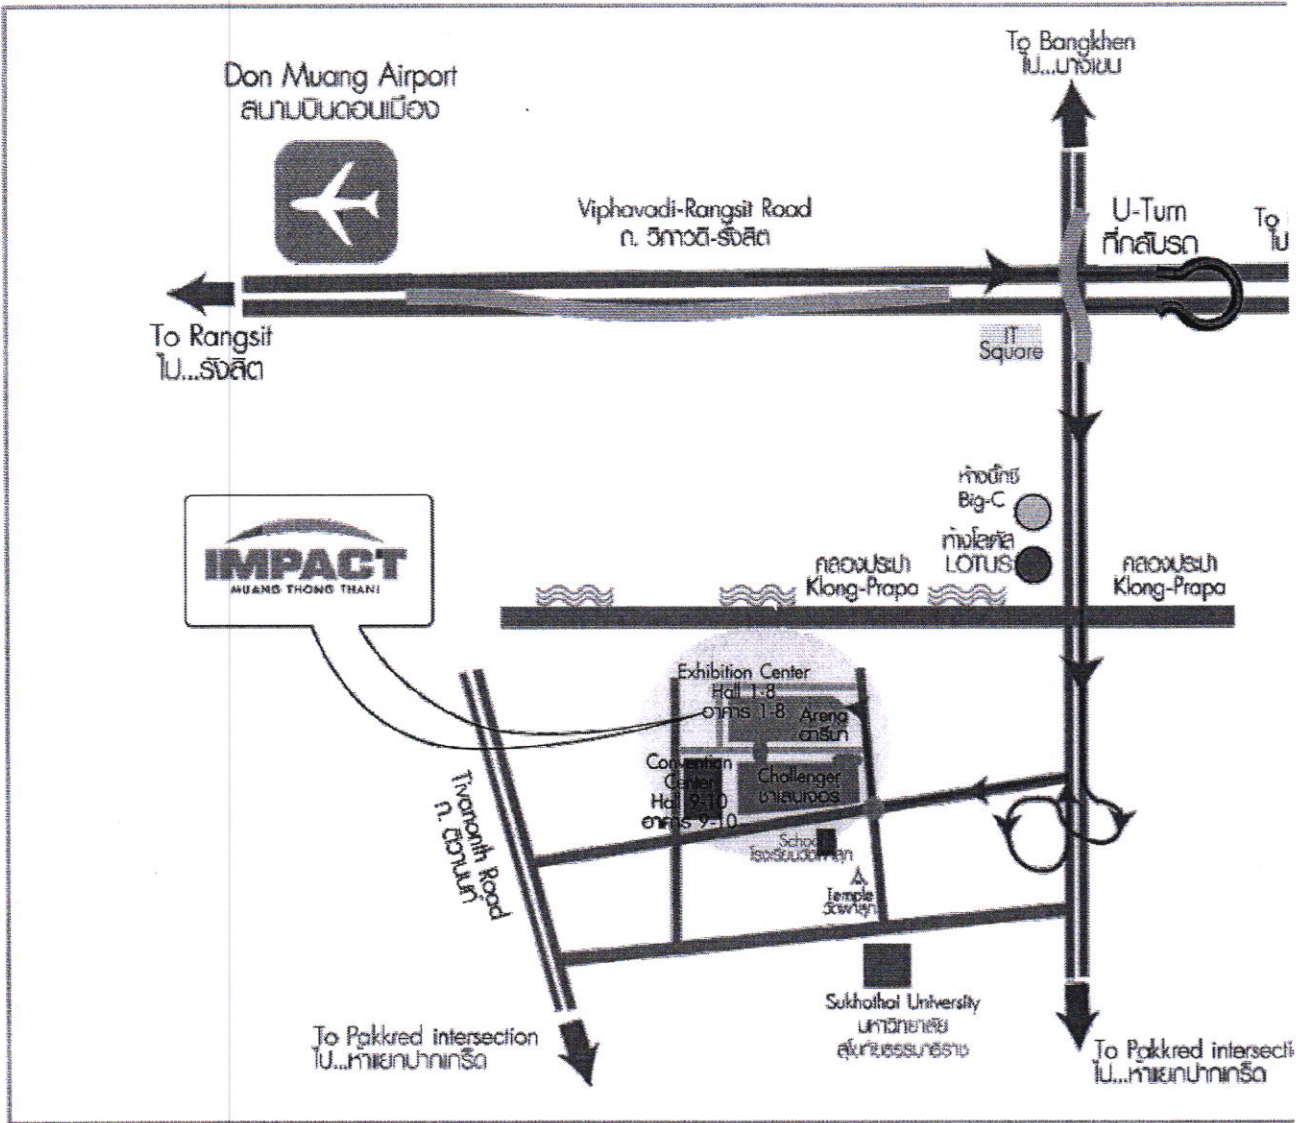 To Bangkhen
ไป...บางเขน
Don Muang Airport
สนามบินดอนเมือง
Viphavadi-Rangsit Road
ถ. วิภาวดี-รังสิต
U-Turn
ที่กลับรถ
To
ไป
To Rangsit
ไป...รังสิต
IT
Square
ห้างบิ๊กซี
Big-C
ห้างโลตัส
LOTUS
คลองประปา
Klong-Prapa
คลองประปา
Klong-Prapa
IMPACT
MUANG THONG THANI
Exhibition Center
Hall 1-8
อาคาร 1-8
Arena
อารีน่า
Convention
Center
Hall 9-10
อาคาร 9-10
Challenger
ชาเลนเจอร์
School
Temple
Tivanonth Road
ถ. ติวานนท์
Sukhothai University
มหาวิทยาลัย
สุโขทัยธรรมาธิราช
To Pakkred intersection
ไป...ห้าแยกปากเกร็ด
To Pakkred intersecti
ไป...ห้าแยกปากเกร็ด